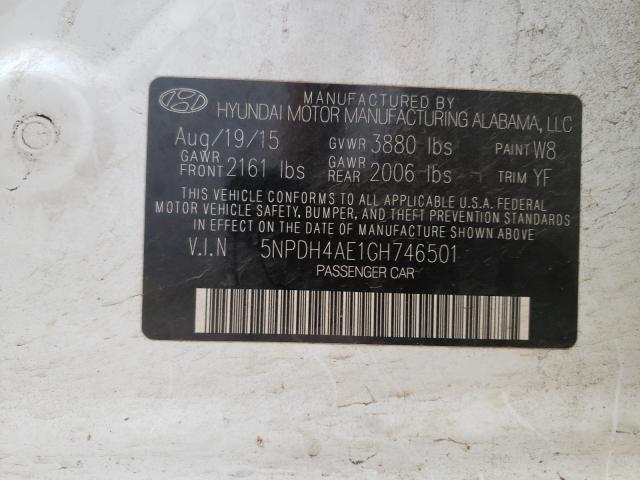 MANUFACTURED BY
HYUNDAI MOTOR MANUFACTURING ALABAMA, LLC
Aug/19/15 GVWR 3880 lbs PAINT W8
GAWR FRONT 2161 lbs GAWR REAR 2006 lbs TRIM YF
THIS VEHICLE CONFORMS TO ALL APPLICABLE U.S.A. FEDERAL
MOTOR VEHICLE SAFETY, BUMPER, AND THEFT PREVENTION
STANDARDS IN EFFECT ON THE DATE OF MANUFACTURE SHOWN ABOVE.
V.I.N 5NPDH4AE1GH746501
PASSENGER CAR